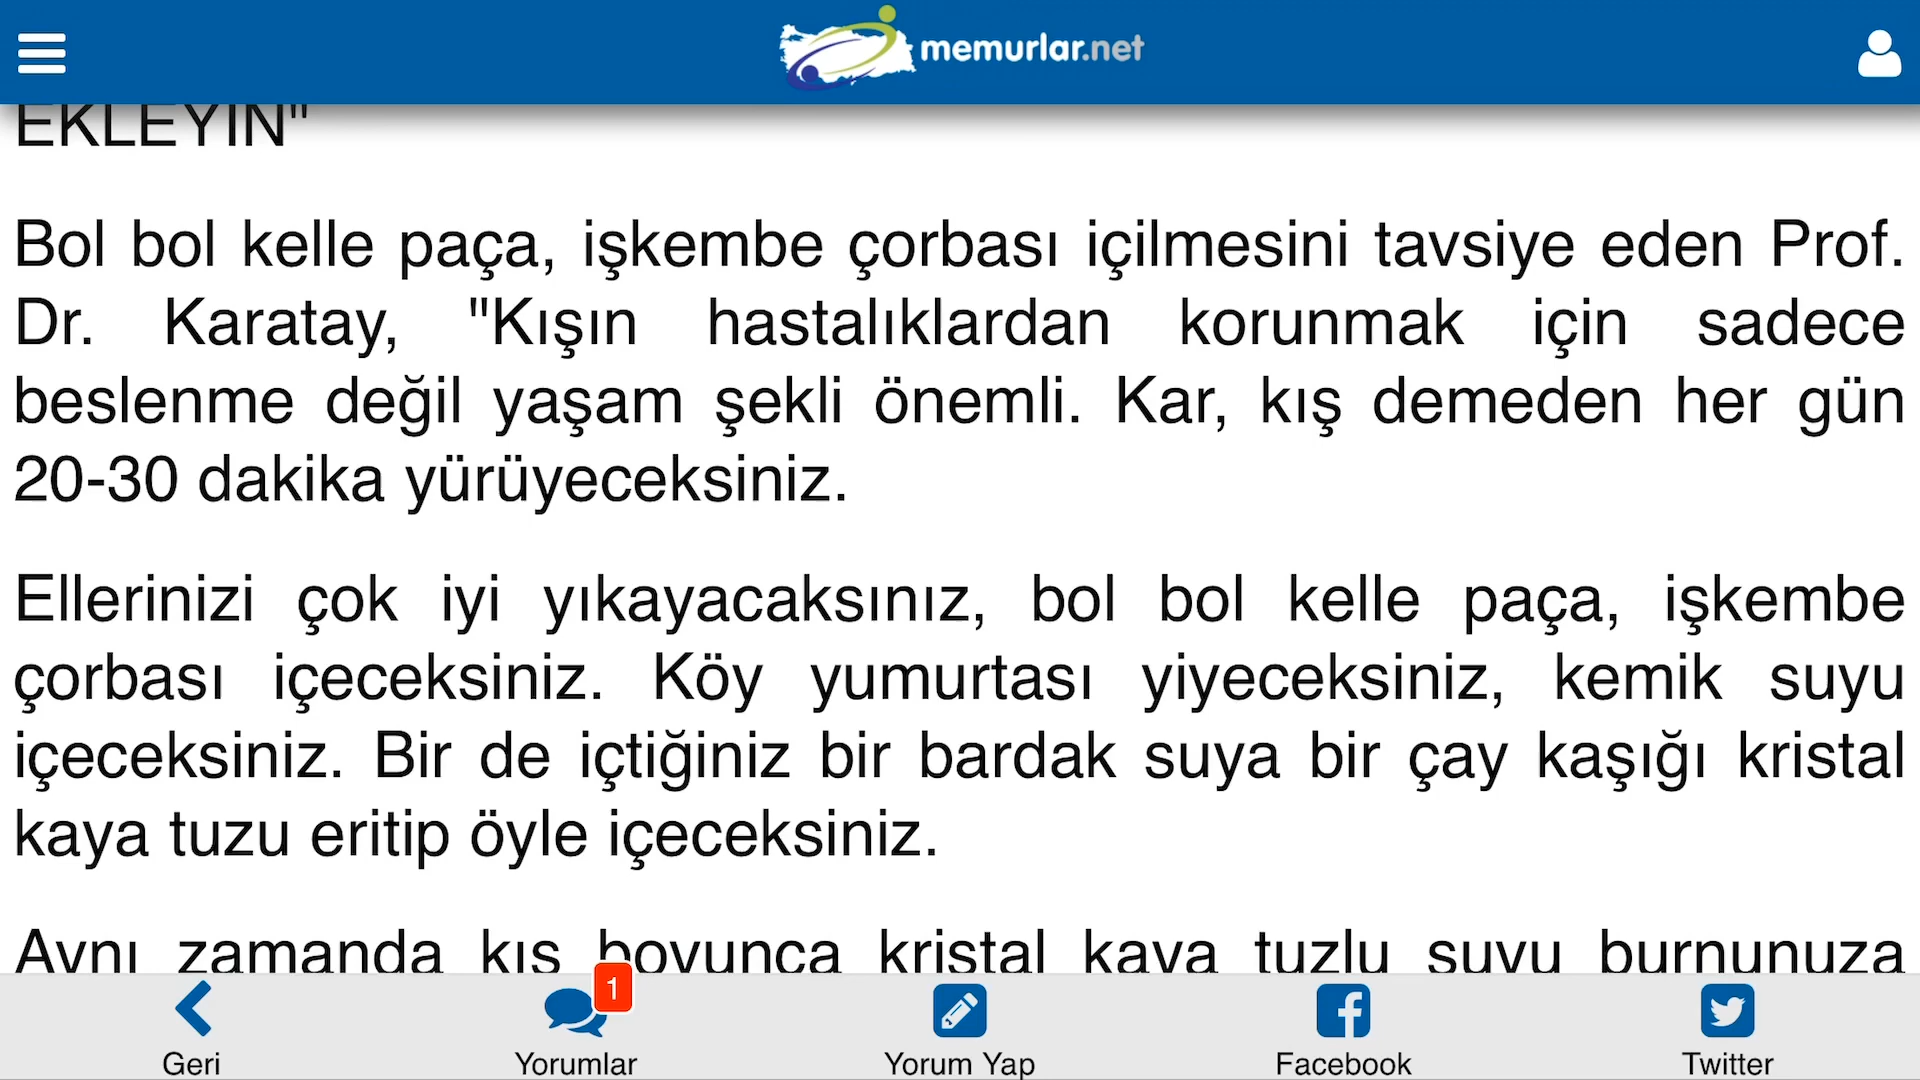 memurlar.net
EKLEYİN"
Bol bol kelle paça, işkembe çorbası içilmesini tavsiye eden Prof.
Dr. Karatay, "Kışın hastalıklardan korunmak için sadece
beslenme değil yaşam şekli önemli. Kar, kış demeden her gün
20-30 dakika yürüyeceksiniz.
Ellerinizi çok iyi yıkayacaksınız, bol bol kelle paça, işkembe
çorbası içeceksiniz. Köy yumurtası yiyeceksiniz, kemik suyu
içeceksiniz. Bir de içtiğiniz bir bardak suya bir çay kaşığı kristal
kaya tuzu eritip öyle içeceksiniz.
Aynı zamanda kış boyunca kristal kaya tuzlu suyu burnunuza
1
Geri Yorumlar Yorum Yap Facebook Twitter